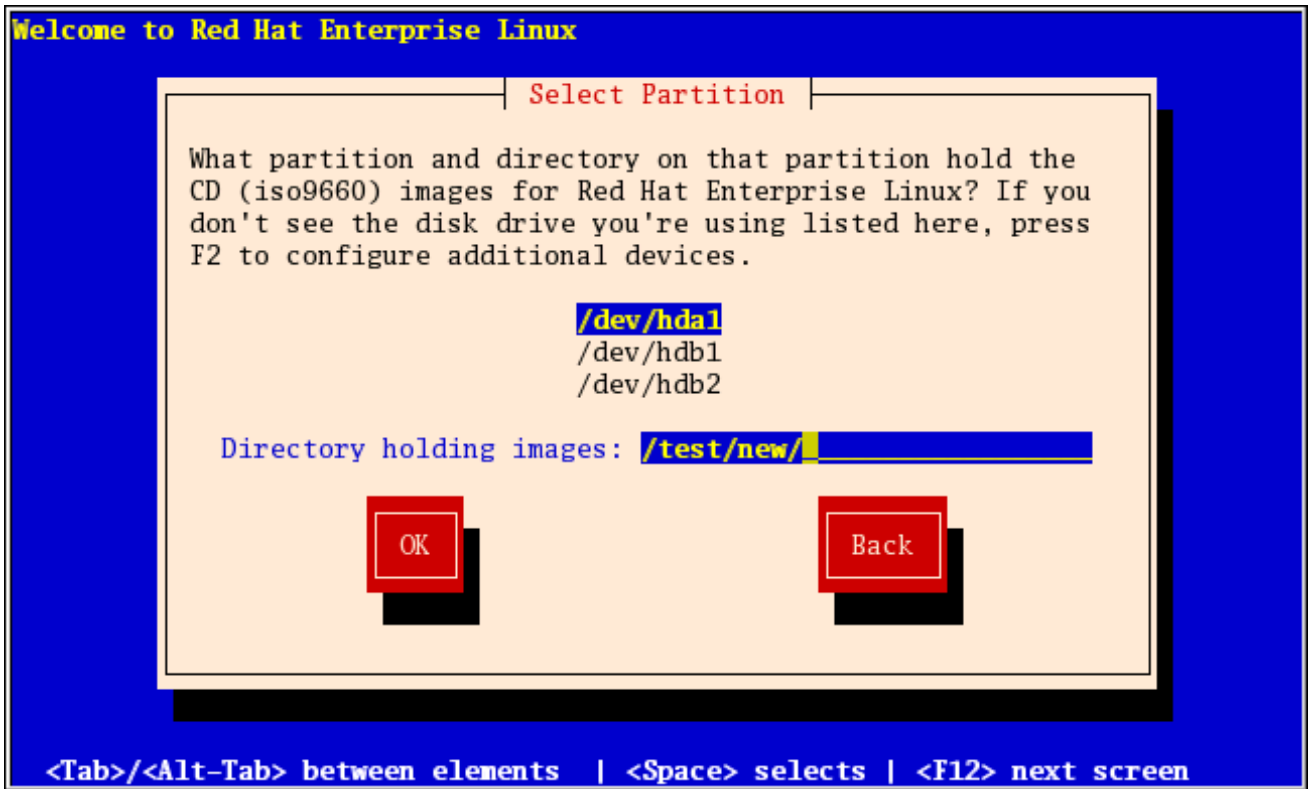 Welcome to Red Hat Enterprise Linux
Select Partition
What partition and directory on that partition hold the
CD (iso9660) images for Red Hat Enterprise Linux? If you
don't see the disk drive you're using listed here, press
F2 to configure additional devices.
/dev/hda1
/dev/hdb1
/dev/hdb2
Directory holding images: /test/new/
OK Back
<Tab>/<Alt-Tab> between elements | <Space> selects | <F12> next screen